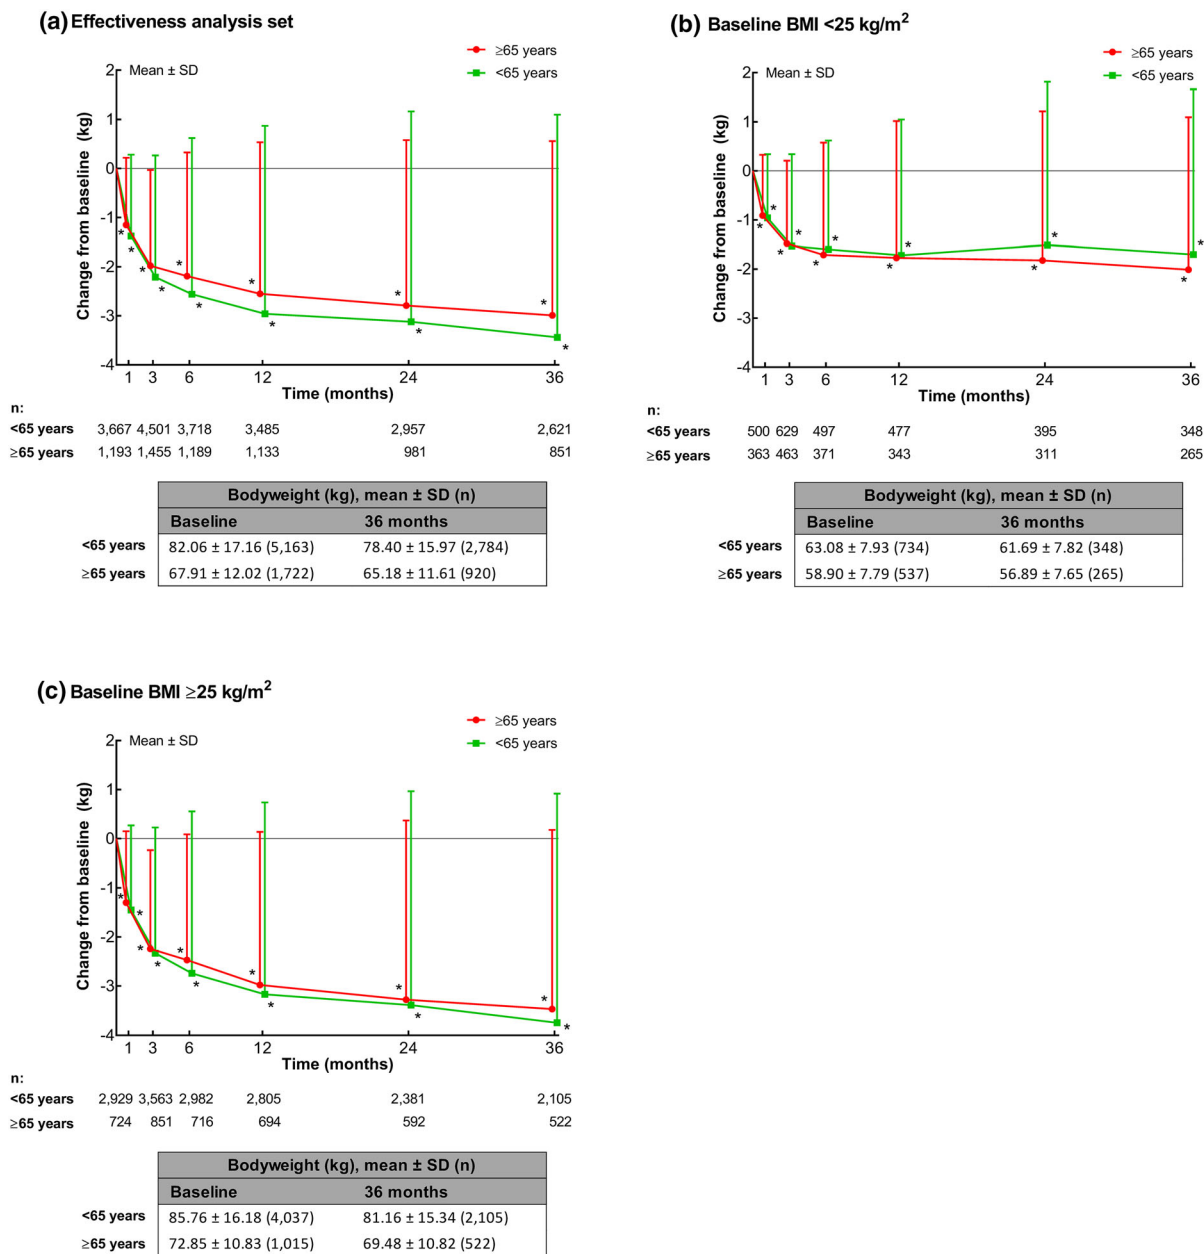 (a) Effectiveness analysis set
≥65 years
<65 years
Mean ± SD
Change from baseline (kg)
2
1
0
-1
-2
-3
-4
* * * * * * * * * * * *
1 3 6 12 24 36
Time (months)
n:
<65 years 3,667 4,501 3,718 3,485 2,957 2,621
≥65 years 1,193 1,455 1,189 1,133 981 851
Bodyweight (kg), mean ± SD (n)
Baseline 36 months
<65 years 82.06 ± 17.16 (5,163) 78.40 ± 15.97 (2,784)
≥65 years 67.91 ± 12.02 (1,722) 65.18 ± 11.61 (920)
(b) Baseline BMI <25 kg/m²
≥65 years
<65 years
Mean ± SD
Change from baseline (kg)
2
1
0
-1
-2
-3
-4
* * * * * * * * * * * *
1 3 6 12 24 36
Time (months)
n:
<65 years 500 629 497 477 395 348
≥65 years 363 463 371 343 311 265
Bodyweight (kg), mean ± SD (n)
Baseline 36 months
<65 years 63.08 ± 7.93 (734) 61.69 ± 7.82 (348)
≥65 years 58.90 ± 7.79 (537) 56.89 ± 7.65 (265)
(c) Baseline BMI ≥25 kg/m²
≥65 years
<65 years
Mean ± SD
Change from baseline (kg)
2
1
0
-1
-2
-3
-4
* * * * * * * * * * * *
1 3 6 12 24 36
Time (months)
n:
<65 years 2,929 3,563 2,982 2,805 2,381 2,105
≥65 years 724 851 716 694 592 522
Bodyweight (kg), mean ± SD (n)
Baseline 36 months
<65 years 85.76 ± 16.18 (4,037) 81.16 ± 15.34 (2,105)
≥65 years 72.85 ± 10.83 (1,015) 69.48 ± 10.82 (522)